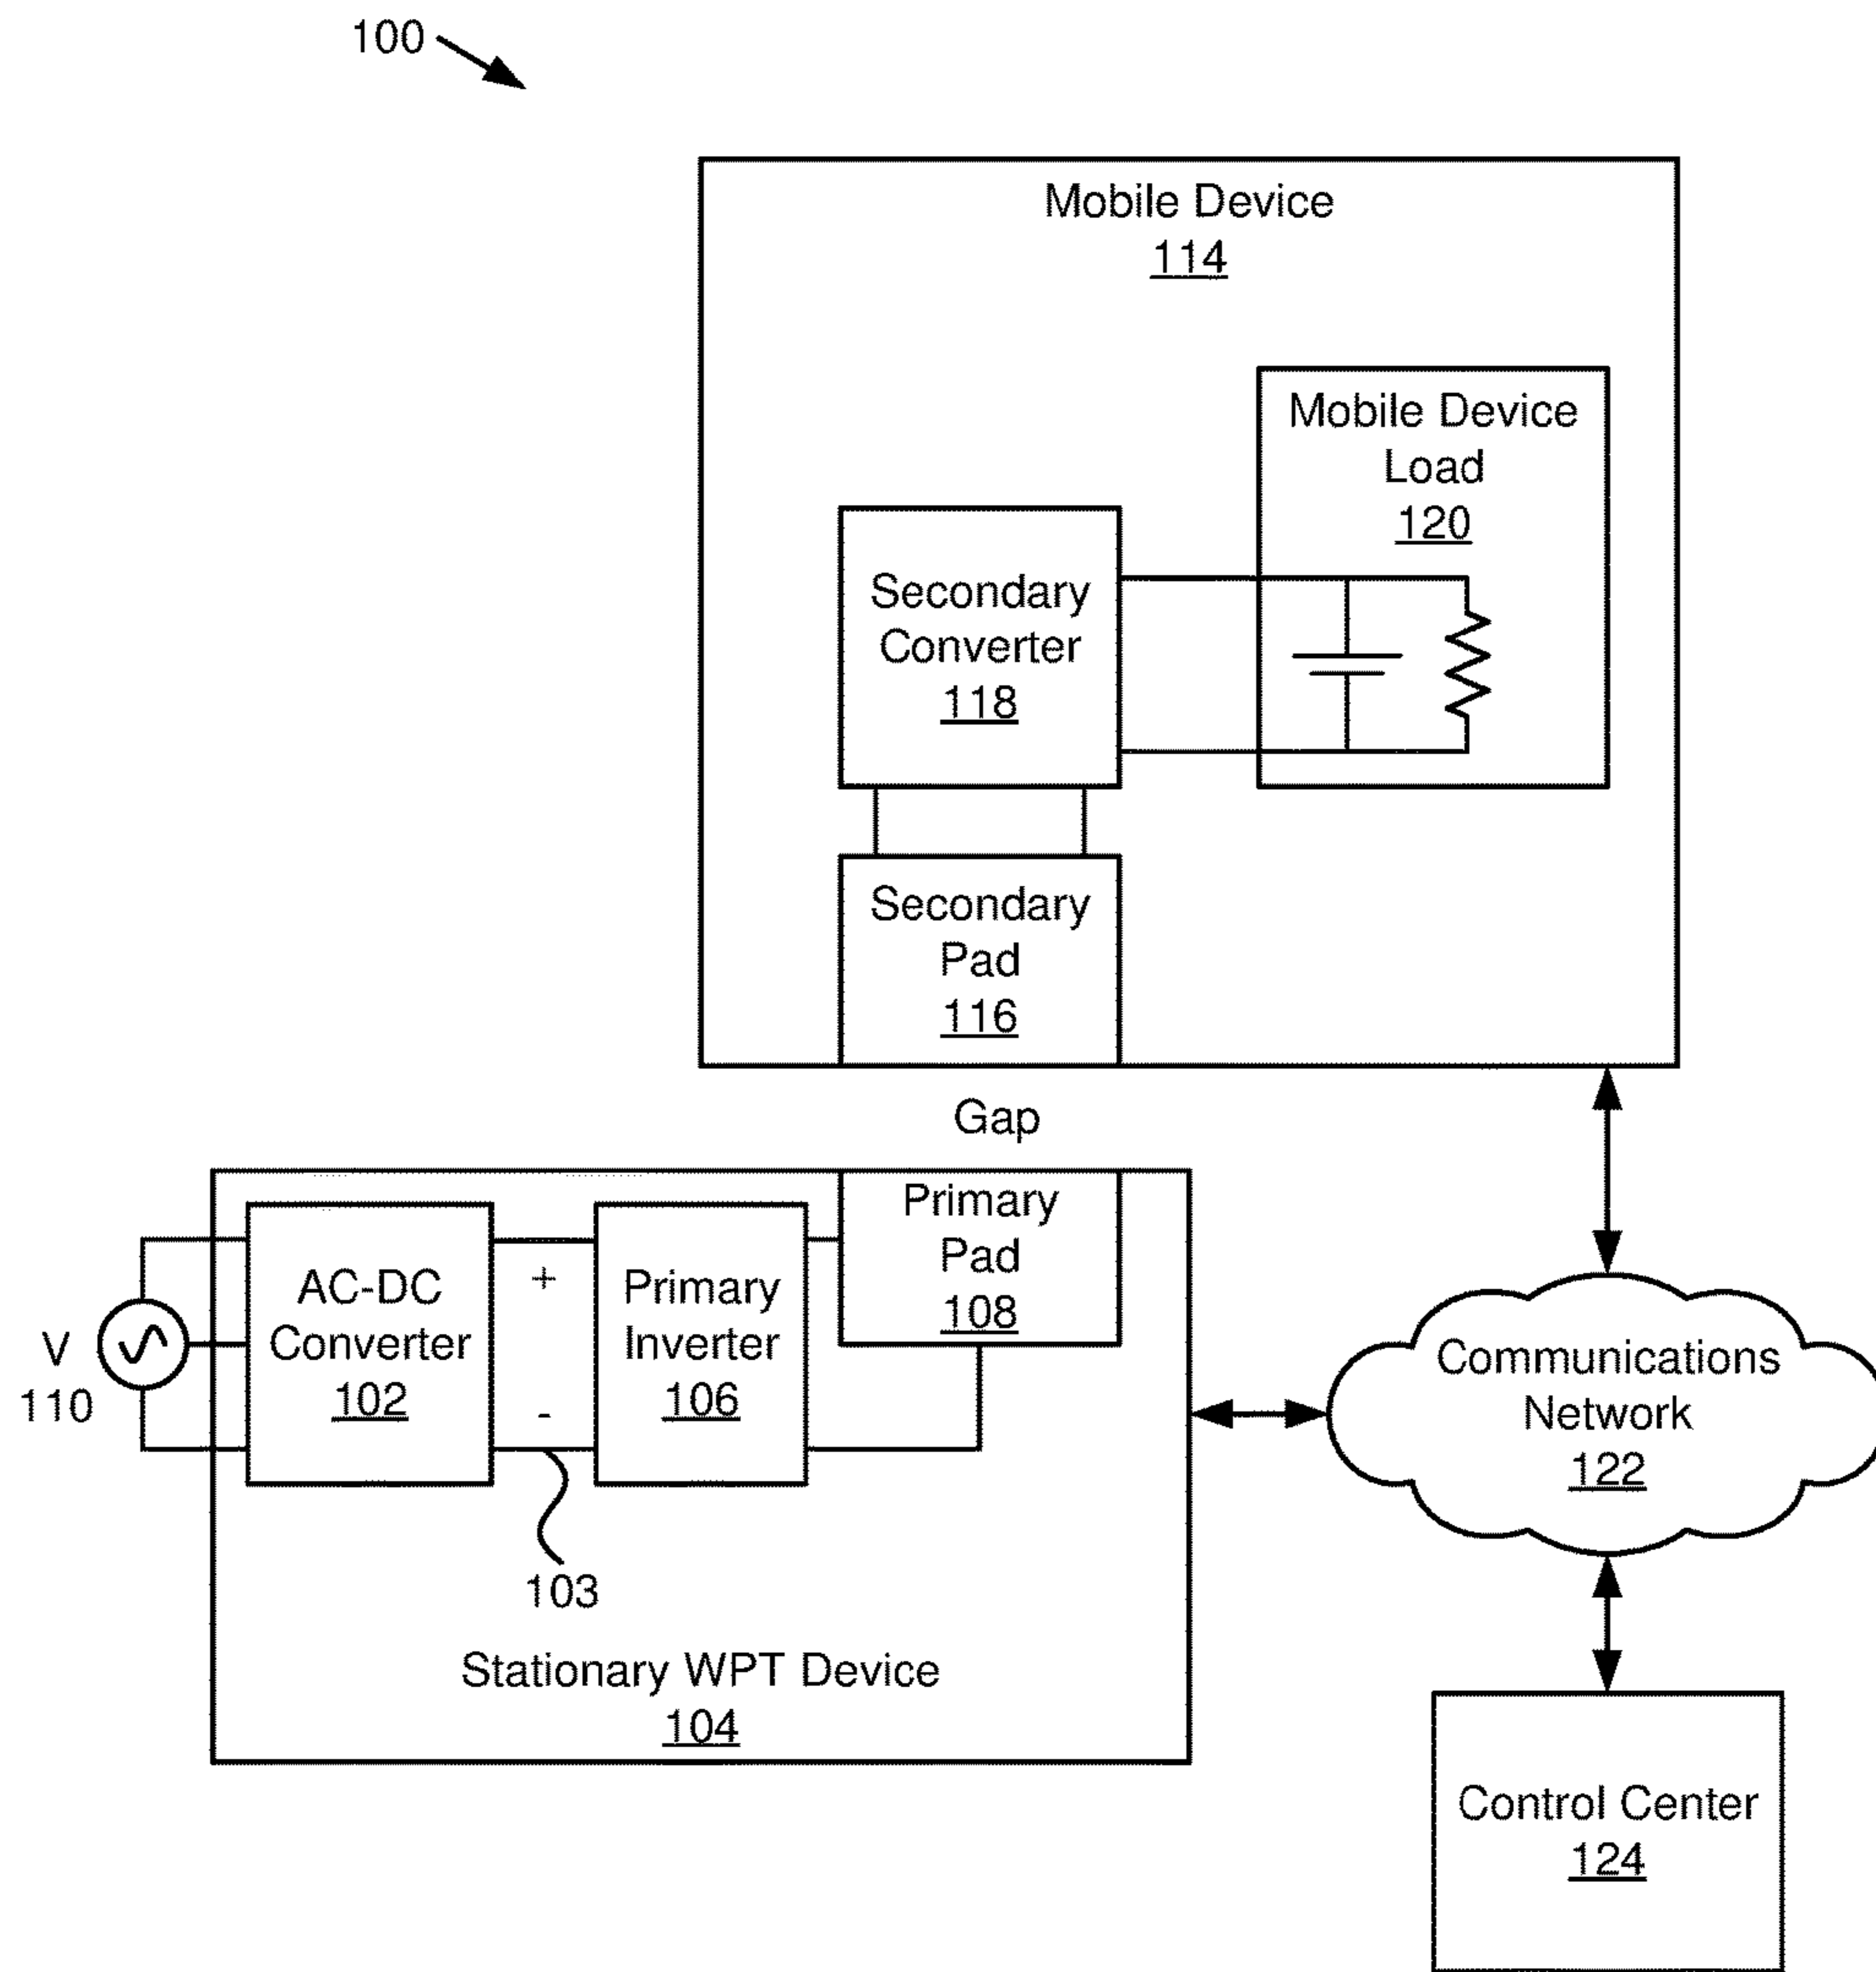 100
Mobile Device
114
Mobile Device
Load
120
Secondary
Converter
118
Secondary
Pad
116
Gap
Primary
Pad
108
AC-DC
Converter
102
+
-
Primary
Inverter
106
V
110
103
Stationary WPT Device
104
Communications
Network
122
Control Center
124